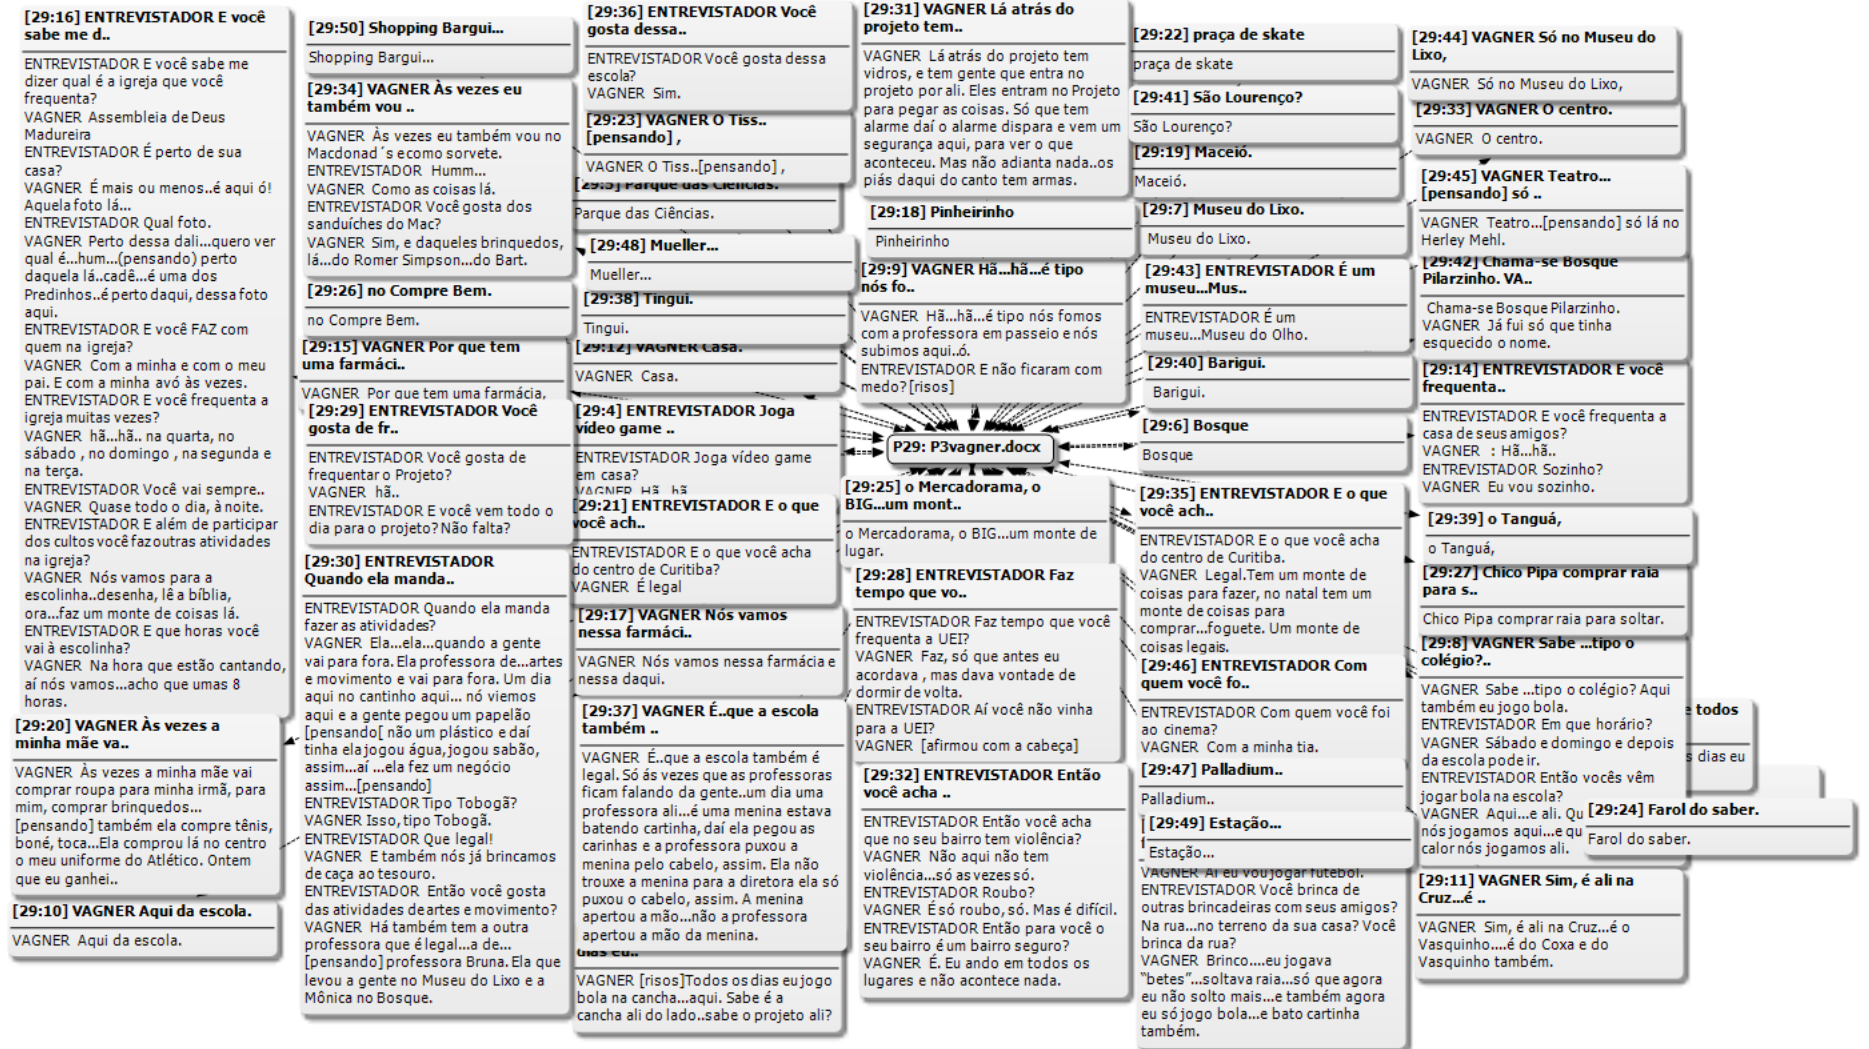 [29:16] ENTREVISTADOR E você
sabe me d..
ENTREVISTADOR E você sabe me
dizer qual é a igreja que você
frequenta?
VAGNER Assembleia de Deus
Madureira
ENTREVISTADOR É perto de sua
casa?
VAGNER É mais ou menos..é aqui ó!
Aquela foto lá...
ENTREVISTADOR Qual foto.
VAGNER Perto dessa dali...quero ver
qual é...hum...(pensando) perto
daquela lá..cadê...é uma dos
Predinhos..é perto daqui, dessa foto
aqui.
ENTREVISTADOR E você FAZ com
quem na igreja?
VAGNER Com a minha e com o meu
pai. E com a minha avó às vezes.
ENTREVISTADOR E você frequenta a
igreja muitas vezes?
VAGNER hã...hã.. na quarta, no
sábado , no domingo , na segunda e
na terça.
ENTREVISTADOR Você vai sempre..
VAGNER Quase todo o dia, à noite.
ENTREVISTADOR E além de participar
dos cultos você faz outras atividades
na igreja?
VAGNER Nós vamos para a
escolinha..desenha, lê a bíblia,
ora...faz um monte de coisas lá.
ENTREVISTADOR E que horas você
vai à escolinha?
VAGNER Na hora que estão cantando,
aí nós vamos...acho que umas 8
horas.
[29:20] VAGNER Às vezes a
minha mãe va..
VAGNER Às vezes a minha mãe vai
comprar roupa para minha irmã, para
mim, comprar brinquedos...
[pensando] também ela compre tênis,
boné, toca...Ela comprou lá no centro
o meu uniforme do Atlético. Ontem
que eu ganhei..
[29:10] VAGNER Aqui da escola.
VAGNER Aqui da escola.
[29:50] Shopping Bargui...
Shopping Bargui...
[29:34] VAGNER Às vezes eu
também vou ..
VAGNER Às vezes eu também vou no
Macdonad´s e como sorvete.
ENTREVISTADOR Humm...
VAGNER Como as coisas lá.
ENTREVISTADOR Você gosta dos
sanduíches do Mac?
VAGNER Sim, e daqueles brinquedos,
lá...do Romer Simpson...do Bart.
[29:26] no Compre Bem.
no Compre Bem.
[29:15] VAGNER Por que tem
uma farmáci..
VAGNER Por que tem uma farmácia,
[29:29] ENTREVISTADOR Você
gosta de fr..
ENTREVISTADOR Você gosta de
frequentar o Projeto?
VAGNER hã..
ENTREVISTADOR E você vem todo o
dia para o projeto? Não falta?
[29:30] ENTREVISTADOR
Quando ela manda..
ENTREVISTADOR Quando ela manda
fazer as atividades?
VAGNER Ela...ela...quando a gente
vai para fora. Ela professora de...artes
e movimento e vai para fora. Um dia
aqui no cantinho aqui... nó viemos
aqui e a gente pegou um papelão
[pensando[ não um plástico e daí
tinha ela jogou água, jogou sabão,
assim...aí ...ela fez um negócio
assim...[pensando]
ENTREVISTADOR Tipo Tobogã?
VAGNER Isso, tipo Tobogã.
ENTREVISTADOR Que legal!
VAGNER E também nós já brincamos
de caça ao tesouro.
ENTREVISTADOR Então você gosta
das atividades de artes e movimento?
VAGNER Há também tem a outra
professora que é legal...a de...
[pensando] professora Bruna. Ela que
levou a gente no Museu do Lixo e a
Mônica no Bosque.
[29:36] ENTREVISTADOR Você
gosta dessa..
ENTREVISTADOR Você gosta dessa
escola?
VAGNER Sim.
[29:23] VAGNER O Tiss..
[pensando] ,
VAGNER O Tiss..[pensando] ,
[29:5] Parque das Ciências.
Parque das Ciências.
[29:48] Mueller...
Mueller...
[29:38] Tingui.
Tingui.
[29:12] VAGNER Casa.
VAGNER Casa.
[29:4] ENTREVISTADOR Joga
vídeo game ..
ENTREVISTADOR Joga vídeo game
em casa?
VAGNER Hã hã
[29:21] ENTREVISTADOR E o que
você ach..
ENTREVISTADOR E o que você acha
do centro de Curitiba?
VAGNER É legal
[29:17] VAGNER Nós vamos
nessa farmáci..
VAGNER Nós vamos nessa farmácia e
nessa daqui.
[29:37] VAGNER É..que a escola
também ..
VAGNER É..que a escola também é
legal. Só ás vezes que as professoras
ficam falando da gente..um dia uma
professora ali...é uma menina estava
batendo cartinha, daí ela pegou as
carinhas e a professora puxou a
menina pelo cabelo, assim. Ela não
trouxe a menina para a diretora ela só
puxou o cabelo, assim. A menina
apertou a mão...não a professora
apertou a mão da menina.
dias eu..
VAGNER [risos]Todos os dias eu jogo
bola na cancha...aqui. Sabe é a
cancha ali do lado..sabe o projeto ali?
[29:31] VAGNER Lá atrás do
projeto tem..
VAGNER Lá atrás do projeto tem
vidros, e tem gente que entra no
projeto por ali. Eles entram no Projeto
para pegar as coisas. Só que tem
alarme daí o alarme dispara e vem um
segurança aqui, para ver o que
aconteceu. Mas não adianta nada..os
piás daqui do canto tem armas.
[29:18] Pinheirinho
Pinheirinho
[29:9] VAGNER Hã...hã...é tipo
nós fo..
VAGNER Hã...hã...é tipo nós fomos
com a professora em passeio e nós
subimos aqui..ó.
ENTREVISTADOR E não ficaram com
medo? [risos]
P29: P3vagner.docx
[29:25] o Mercadorama, o
BIG...um mont..
o Mercadorama, o BIG...um monte de
lugar.
[29:28] ENTREVISTADOR Faz
tempo que vo..
ENTREVISTADOR Faz tempo que você
frequenta a UEI?
VAGNER Faz, só que antes eu
acordava , mas dava vontade de
dormir de volta.
ENTREVISTADOR Aí você não vinha
para a UEI?
VAGNER [afirmou com a cabeça]
[29:32] ENTREVISTADOR Então
você acha ..
ENTREVISTADOR Então você acha
que no seu bairro tem violência?
VAGNER Não aqui não tem
violência...só as vezes só.
ENTREVISTADOR Roubo?
VAGNER É só roubo, só. Mas é difícil.
ENTREVISTADOR Então para você o
seu bairro é um bairro seguro?
VAGNER É. Eu ando em todos os
lugares e não acontece nada.
[29:22] praça de skate
praça de skate
[29:41] São Lourenço?
São Lourenço?
[29:19] Maceió.
Maceió.
[29:7] Museu do Lixo.
Museu do Lixo.
[29:43] ENTREVISTADOR É um
museu...Mus..
ENTREVISTADOR É um
museu...Museu do Olho.
[29:40] Barigui.
Barigui.
[29:6] Bosque
Bosque
[29:35] ENTREVISTADOR E o que
você ach..
ENTREVISTADOR E o que você acha
do centro de Curitiba.
VAGNER Legal.Tem um monte de
coisas para fazer, no natal tem um
monte de coisas para
comprar...foguete. Um monte de
coisas legais.
[29:46] ENTREVISTADOR Com
quem você fo..
ENTREVISTADOR Com quem você foi
ao cinema?
VAGNER Com a minha tia.
[29:47] Palladium..
Palladium..
[29:49] Estação...
Estação...
VAGNER Aí eu vou jogar futebol.
ENTREVISTADOR Você brinca de
outras brincadeiras com seus amigos?
Na rua...no terreno da sua casa? Você
brinca da rua?
VAGNER Brinco....eu jogava
"betes"...soltava raia...só que agora
eu não solto mais...e também agora
eu só jogo bola...e bato cartinha
também.
[29:44] VAGNER Só no Museu do
Lixo,
VAGNER Só no Museu do Lixo,
[29:33] VAGNER O centro.
VAGNER O centro.
[29:45] VAGNER Teatro...
[pensando] só ..
VAGNER Teatro...[pensando] só lá no
Herley Mehl.
[29:42] Chama-se Bosque
Pilarzinho. VA..
Chama-se Bosque Pilarzinho.
VAGNER Já fui só que tinha
esquecido o nome.
[29:14] ENTREVISTADOR E você
frequenta..
ENTREVISTADOR E você frequenta a
casa de seus amigos?
VAGNER : Hã...hã..
ENTREVISTADOR Sozinho?
VAGNER Eu vou sozinho.
[29:39] o Tanguá,
o Tanguá,
[29:27] Chico Pipa comprar raia
para s..
Chico Pipa comprar raia para soltar.
[29:8] VAGNER Sabe ...tipo o
colégio?..
VAGNER Sabe ...tipo o colégio? Aqui
também eu jogo bola.
ENTREVISTADOR Em que horário?
VAGNER Sábado e domingo e depois
da escola pode ir.
ENTREVISTADOR Então vocês vêm
jogar bola na escola?
VAGNER Aqui...e ali. Qu
nós jogamos aqui...e qu
calor nós jogamos ali.
e todos
s dias eu
[29:24] Farol do saber.
Farol do saber.
[29:11] VAGNER Sim, é ali na
Cruz...é ..
VAGNER Sim, é ali na Cruz...é o
Vasquinho....é do Coxa e do
Vasquinho também.